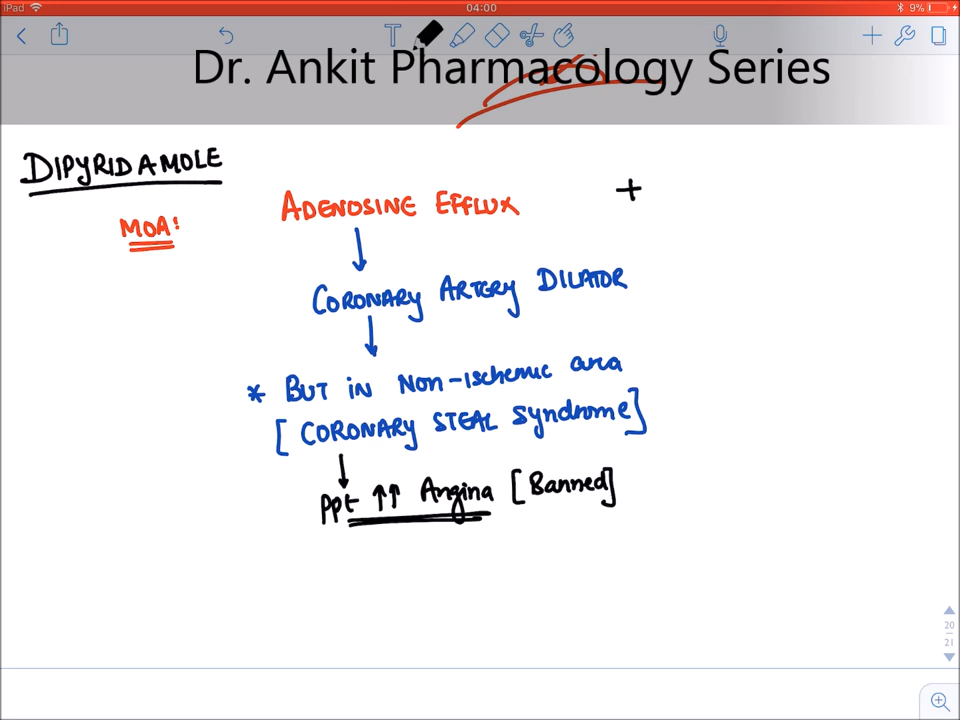 iPad 04:00 9%
T
Dr. Ankit Pharmacology Series
DIPYRIDAMOLE
MOA:
ADENOSINE EFFLUX +
CORONARY ARTERY DILATOR
* BUT IN NON-ISCHEMIC area
[CORONARY STEAL Syndrome]
Ppt ↑↑ Angina [Banned]
20
21